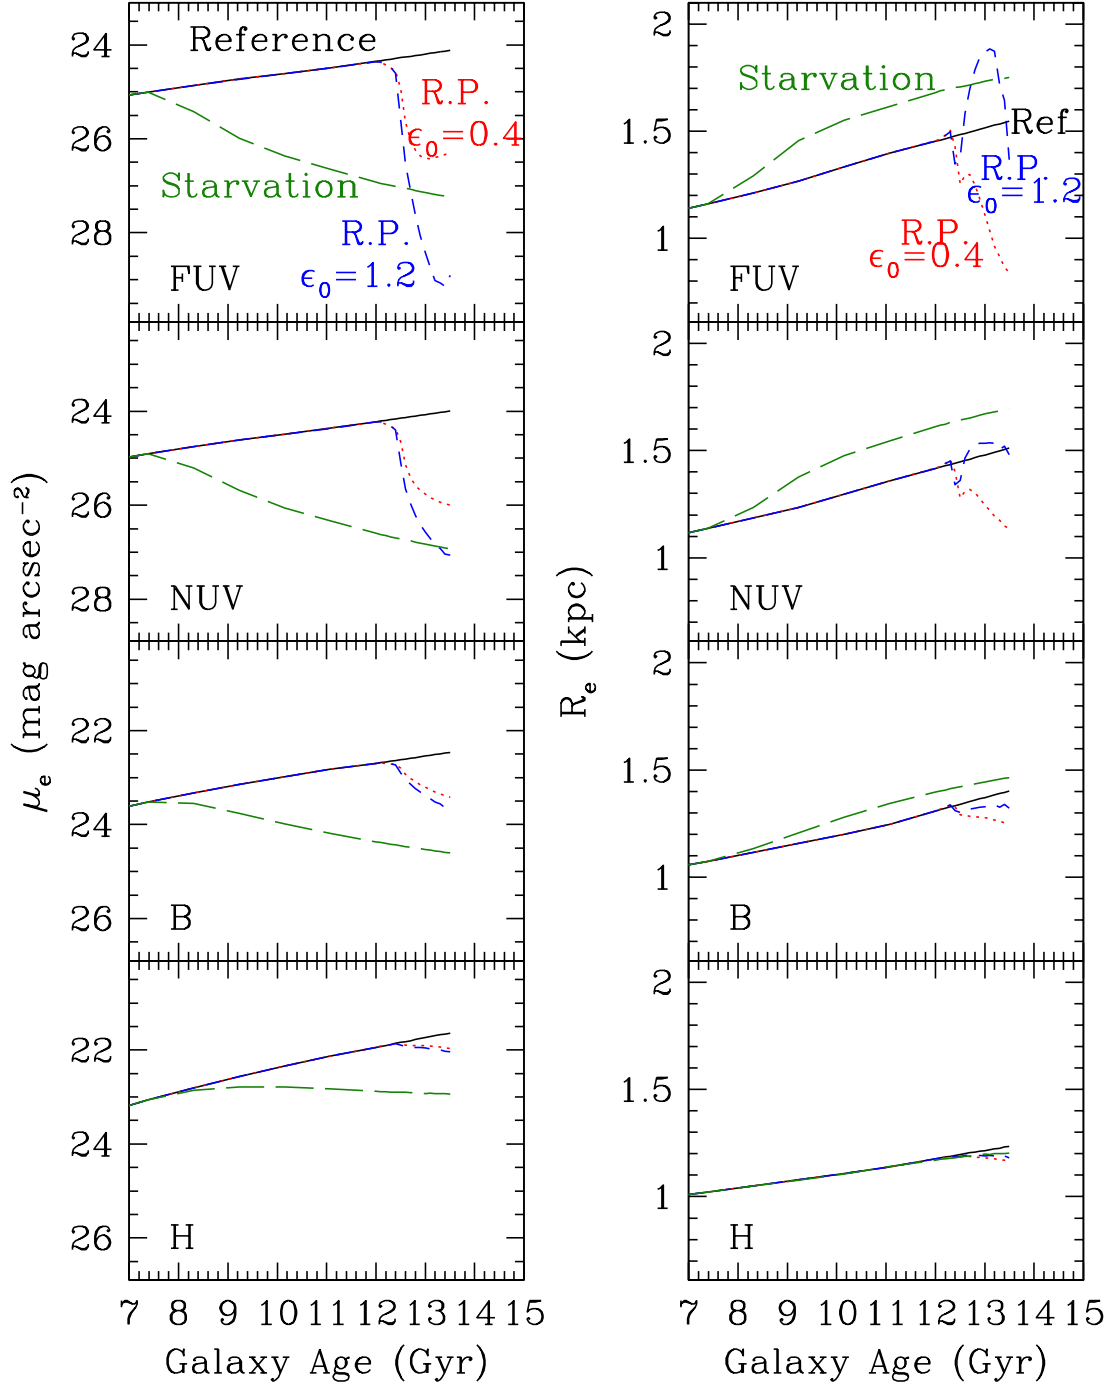 24
26
28
Reference
R.P.
ϵ0=0.4
Starvation
R.P.
ϵ0=1.2
FUV
2
1.5
1
Starvation
Ref
R.P.
ϵ0=1.2
R.P.
ϵ0=0.4
FUV
24
26
28
NUV
2
1.5
1
NUV
μe (mag arcsec−2)
Re (kpc)
22
24
26
B
2
1.5
1
B
22
24
26
H
2
1.5
1
H
7 8 9 10 11 12 13 14 15
Galaxy Age (Gyr)
7 8 9 10 11 12 13 14 15
Galaxy Age (Gyr)